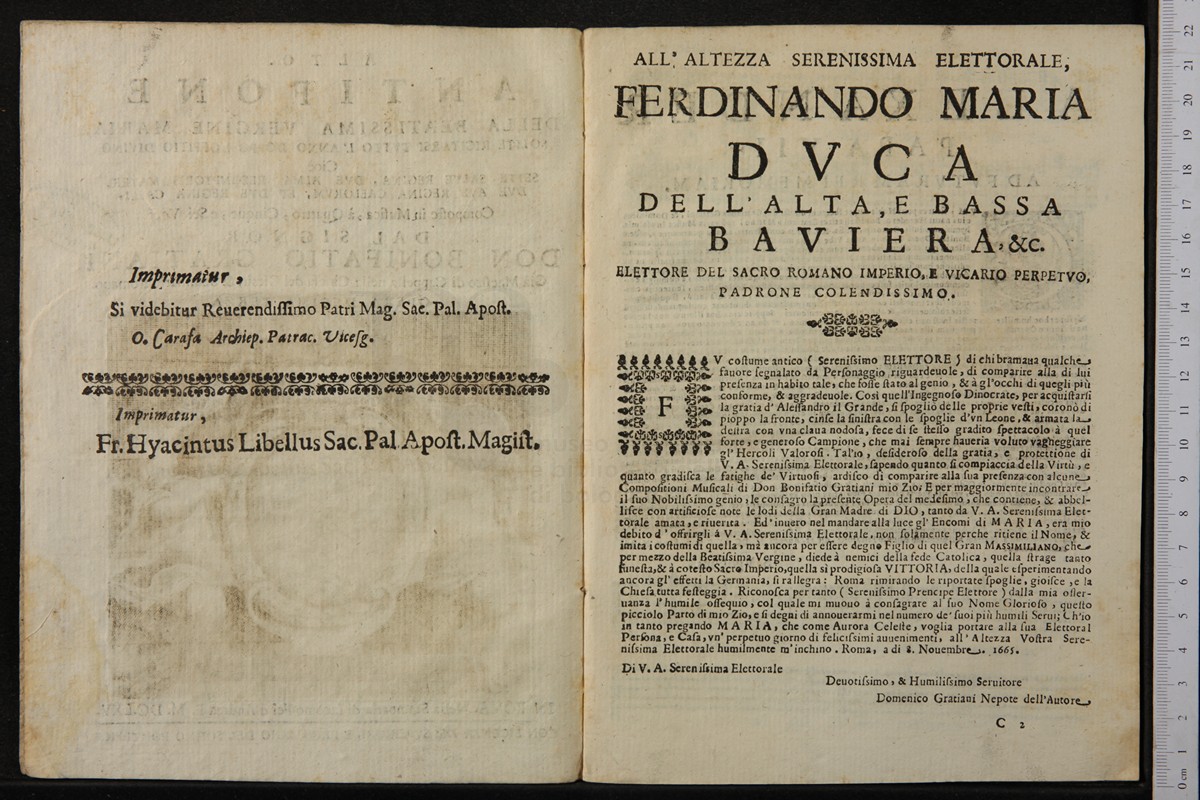 Imprimatur,
Si videbitur Reuerendiſſimo Patri Mag. Sac. Pal. Apoſt.
O. Carafa Archiep. Patrac. Viceſg.
Imprimatur,
Fr. Hyacintus Libellus Sac. Pal Apoſt. Magiſt.
ALL' ALTEZZA SERENISSIMA ELETTORALE,
FERDINANDO MARIA
DVCA
DELL'ALTA, E BASSA
BAVIERA, &c.
ELETTORE DEL SACRO ROMANO IMPERIO, E VICARIO PERPETVO,
PADRONE COLENDISSIMO.
FV coſtume antico ( Sereniſſimo ELETTORE ) di chi bramaua qualche
fauore ſegnalato da Perſonaggio riguardeuole, di comparire alla di lui
preſenza in habito tale, che foſſe ſtato al genio, & à gl'occhi di quegli più
conforme, & aggradeuole. Così quell'Ingegnoſo Dinocrate, per acquiſtarſi
la gratia d'Aleſſandro il Grande, ſi ſpogliò delle proprie veſti, coronò di
pioppo la fronte, cinſe la ſiniſtra con le ſpoglie d'vn Leone, & armata la
deſtra con vna claua nodoſa, fece di ſe ſteſſo gradito ſpettacolo à quel
forte, e generoſo Campione, che mai ſempre haueria voluto vagheggiare
gl' Hercoli Valoroſi. Tal'io, deſideroſo della gratia, e protettione di
V. A. Sereniſſima Elettorale, ſapendo quanto ſi compiaccia della Virtù, e
quanto gradiſca le fatighe de' Virtuoſi, ardiſco di comparire alla ſua preſenza con alcune
Compoſitioni Muſicali di Don Bonifatio Gratiani mio Zio; E per maggiormente incontrare
il ſuo Nobiliſſimo genio, le conſagro la preſente Opera del medeſimo, che contiene, & abbel-
liſce con artificioſe note le lodi della Gran Madre di DIO, tanto da V. A. Sereniſſima Elet-
torale amata, e riuerita. Ed'inuero nel mandare alla luce gl' Encomi di MARIA, era mio
debito d'offrirgli à V. A. Sereniſſima Elettorale, non ſolamente perche ritiene il Nome, &
imita i coſtumi di quella, mà ancora per eſſere degno Figlio di quel Gran MASSIMILIANO, che
per mezzo della Beatiſſima Vergine, diede à nemici della fede Catolica, quella ſtrage tanto
funeſta, & à coteſto Sacro Imperio, quella ſi prodigioſa VITTORIA, della quale eſperimentando
ancora gl' effetti la Germania, ſi rallegra: Roma rimirando le riportate ſpoglie, gioiſce, e la
Chieſa tutta feſteggia. Riconoſca per tanto ( Sereniſſimo Prencipe Elettore ) dalla mia oſſer-
uanza l'humile oſſequio, col quale mi muouo à conſagrare al ſuo Nome Glorioſo, queſto
picciolo Parto di mio Zio, e ſi degni di annouerarmi nel numero de' ſuoi più humili Serui; Ch'io
in tanto pregando MARIA, che come Aurora Celeſte, voglia portare alla ſua Elettoral
Perſona, e Caſa, vn' perpetuo giorno di feliciſſimi auuenimenti, all' Altezza Voſtra Sere-
niſſima Elettorale humilmente m'inchino. Roma, a di 8. Nouembre. 1665.
Di V. A. Sereniſſima Elettorale
Deuotiſſimo, & Humiliſſimo Seruitore
Domenico Gratiani Nepote dell'Autore
C 2